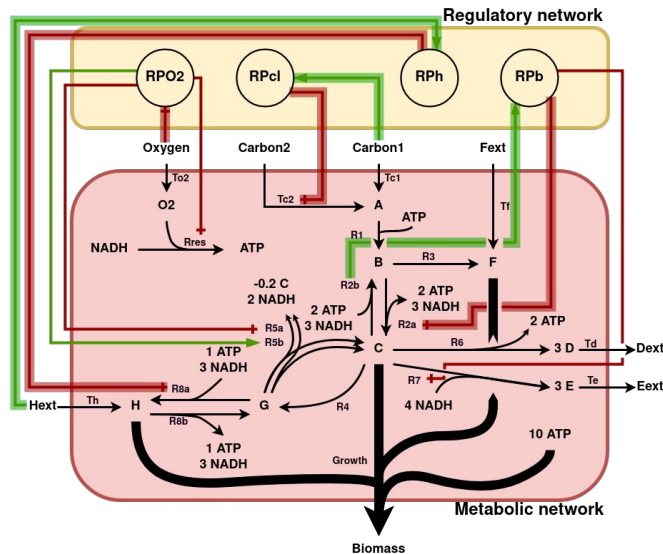 Regulatory network
RPO2
RPcl
RPh
RPb
Oxygen
Carbon2
Carbon1
Fext
To2
Tc2
Tc1
Tf
O2
A
ATP
R1
NADH
Rres
ATP
B
R3
F
R2b
-0.2 C
2 NADH
2 ATP
3 NADH
2 ATP
3 NADH
R2a
2 ATP
R5a
R5b
C
R6
3 D
Td
Dext
1 ATP
3 NADH
R7
3 E
Te
Eext
R8a
4 NADH
Hext
Th
H
G
R4
R8b
1 ATP
3 NADH
10 ATP
Growth
Metabolic network
Biomass